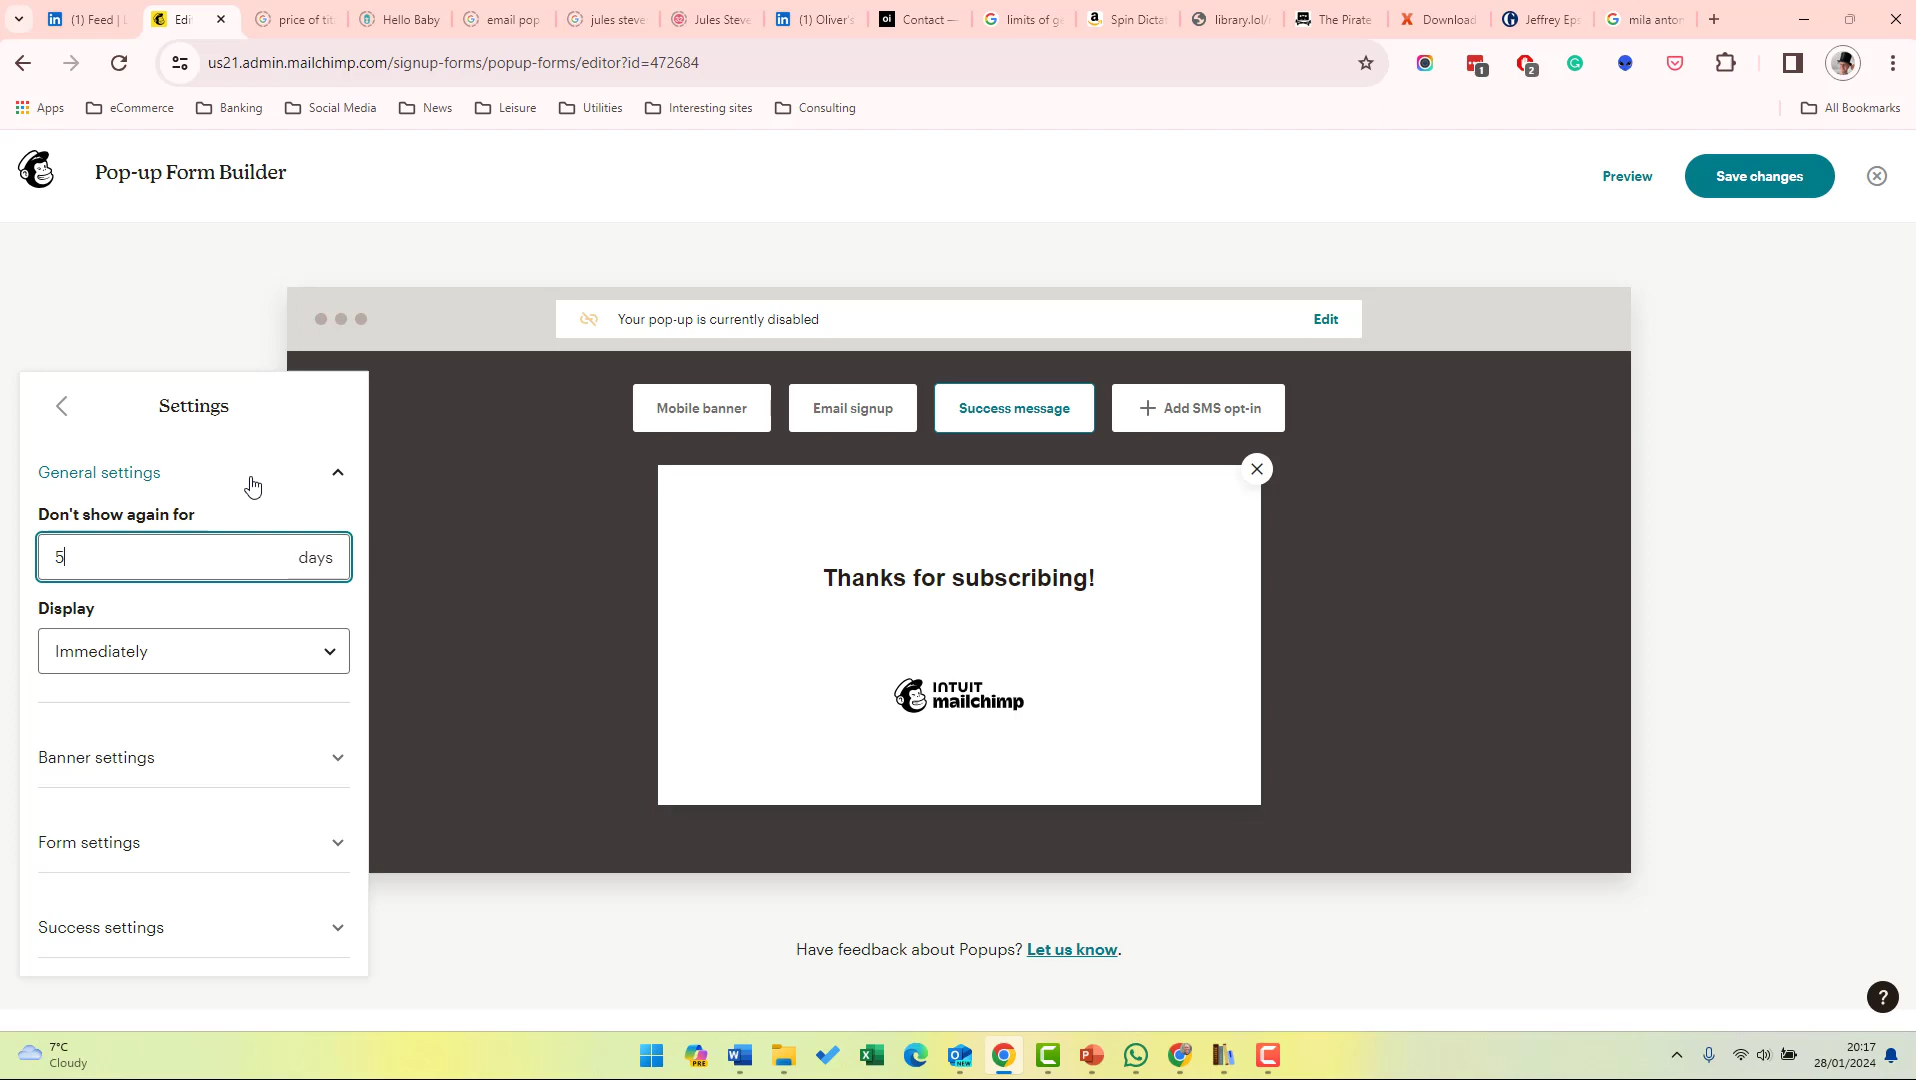 (1) Feed | L
Edi
price of tit
Hello Baby
email pop
jules steve
Jules Steve
(1) Oliver's
Contact —
limits of ge
Spin Dictat
library.lol/
The Pirate
Download
Jeffrey Eps
mila anton
us21.admin.mailchimp.com/signup-forms/popup-forms/editor?id=472684
1
2
Apps
eCommerce
Banking
Social Media
News
Leisure
Utilities
Interesting sites
Consulting
All Bookmarks
Pop-up Form Builder
Preview
Save changes
Your pop-up is currently disabled
Edit
Mobile banner
Email signup
Success message
Add SMS opt-in
Settings
General settings
Don't show again for
5
days
Display
Immediately
Banner settings
Form settings
Success settings
Thanks for subscribing!
INTUIT
mailchimp
Have feedback about Popups? Let us know.
?
7°C
Cloudy
20:17
28/01/2024